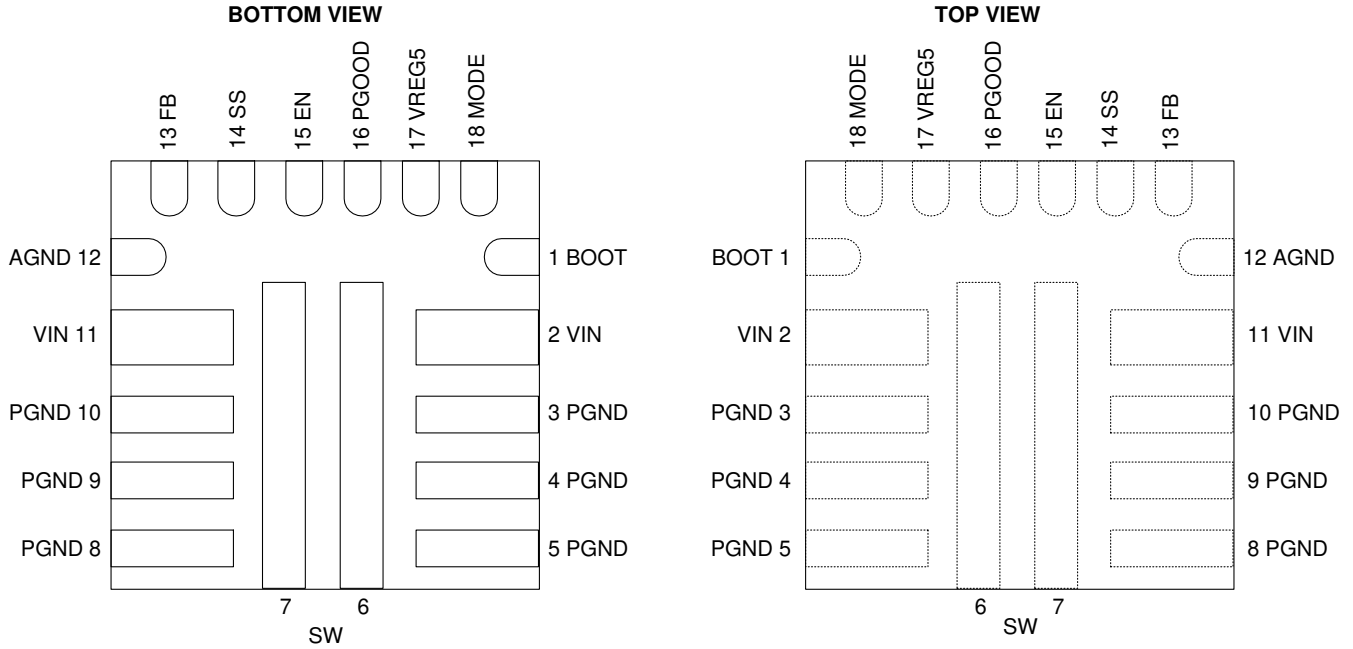 BOTTOM VIEW
13 FB
14 SS
15 EN
16 PGOOD
17 VREG5
18 MODE
AGND 12
1 BOOT
VIN 11
2 VIN
PGND 10
3 PGND
PGND 9
4 PGND
PGND 8
5 PGND
7
6
SW
TOP VIEW
18 MODE
17 VREG5
16 PGOOD
15 EN
14 SS
13 FB
BOOT 1
12 AGND
VIN 2
11 VIN
PGND 3
10 PGND
PGND 4
9 PGND
PGND 5
8 PGND
6
7
SW